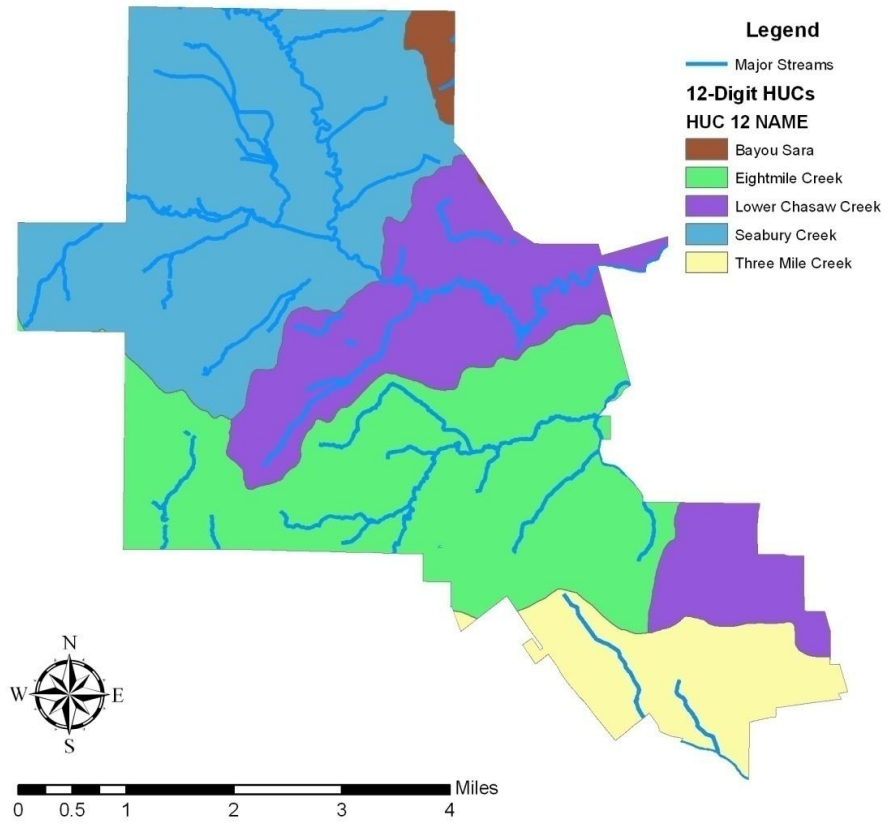 Legend
Major Streams
12-Digit HUCs
HUC 12 NAME
Bayou Sara
Eightmile Creek
Lower Chasaw Creek
Seabury Creek
Three Mile Creek
N
W E
S
Miles
0 0.5 1 2 3 4